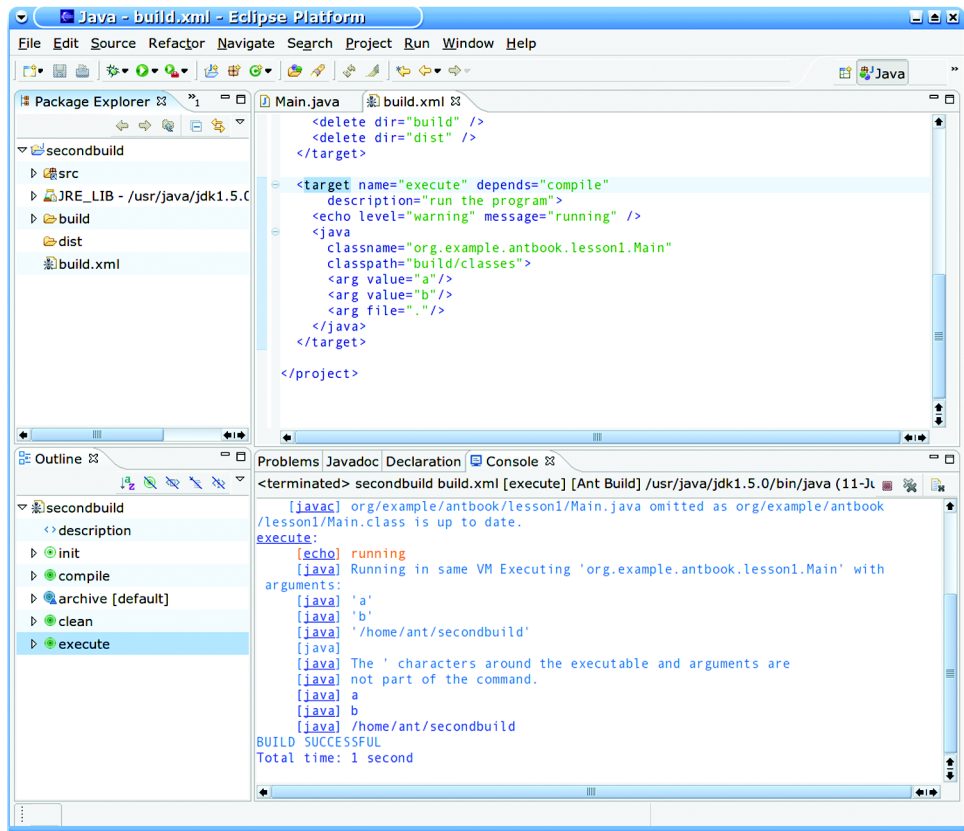 Java - build.xml - Eclipse Platform
File Edit Source Refactor Navigate Search Project Run Window Help
Java »
Package Explorer »1
Main.java build.xml
secondbuild
src
JRE_LIB - /usr/java/jdk1.5.0
build
dist
build.xml
<delete dir="build" />
<delete dir="dist" />
</target>
<target name="execute" depends="compile"
description="run the program">
<echo level="warning" message="running" />
<java
classname="org.example.antbook.lesson1.Main"
classpath="build/classes">
<arg value="a"/>
<arg value="b"/>
<arg file="."/>
</java>
</target>
</project>
Outline
secondbuild
description
init
compile
archive [default]
clean
execute
Problems Javadoc Declaration Console
<terminated> secondbuild build.xml [execute] [Ant Build] /usr/java/jdk1.5.0/bin/java (11-Ju
[javac] org/example/antbook/lesson1/Main.java omitted as org/example/antbook
/lesson1/Main.class is up to date.
execute:
[echo] running
[java] Running in same VM Executing 'org.example.antbook.lesson1.Main' with
arguments:
[java] 'a'
[java] 'b'
[java] '/home/ant/secondbuild'
[java]
[java] The ' characters around the executable and arguments are
[java] not part of the command.
[java] a
[java] b
[java] /home/ant/secondbuild
BUILD SUCCESSFUL
Total time: 1 second